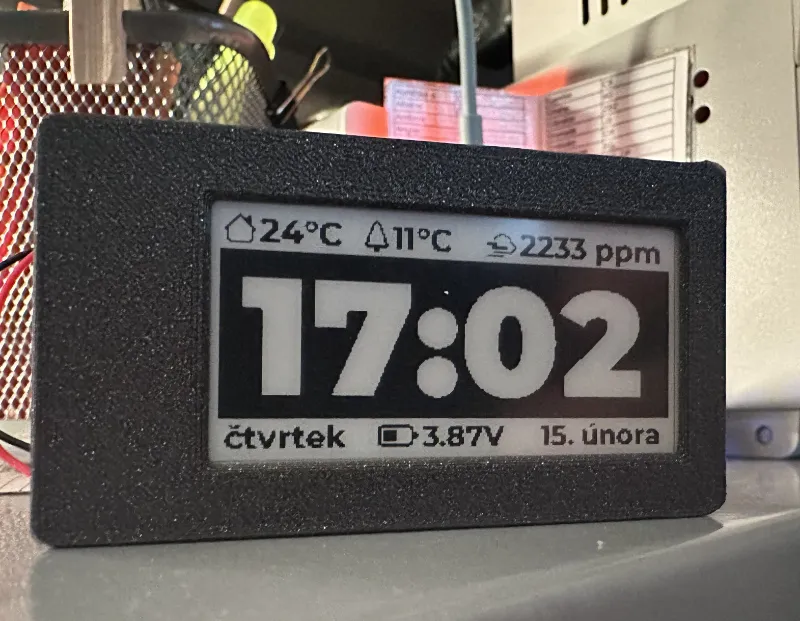 24°C 11°C 2233 ppm
17:02
čtvrtek 3.87V 15. února